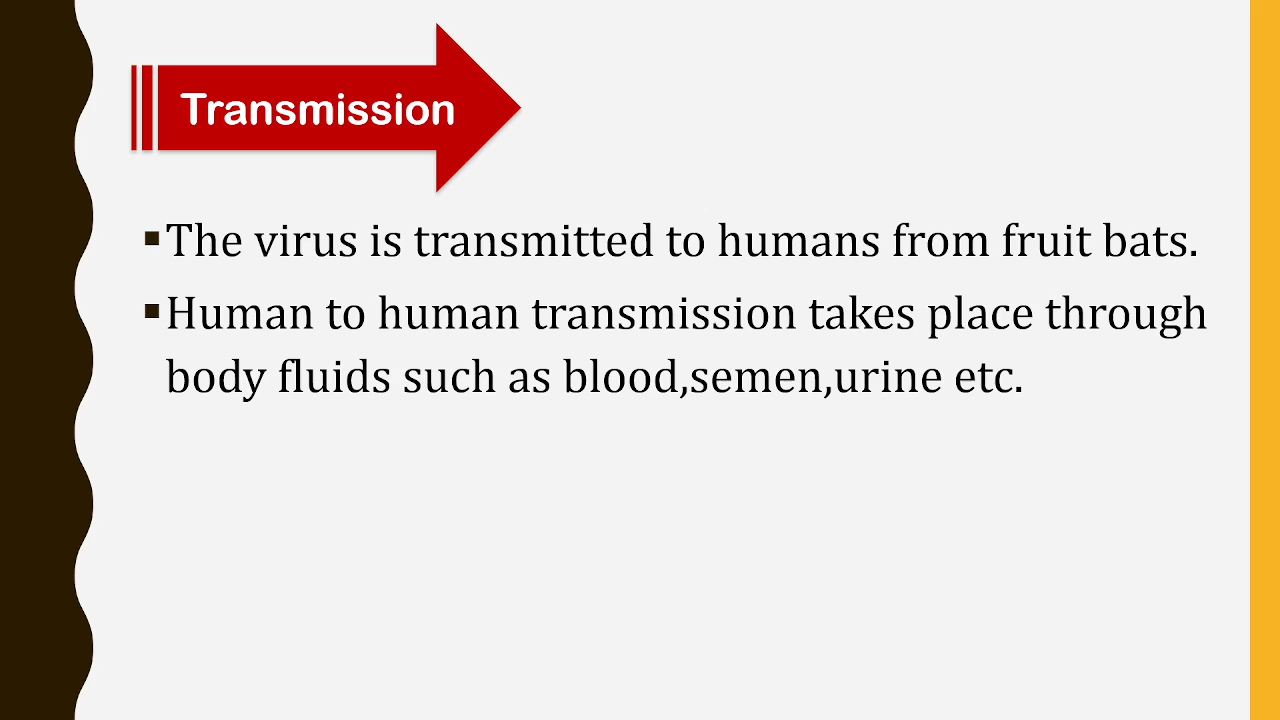 Transmission
▪The virus is transmitted to humans from fruit bats.
▪Human to human transmission takes place through
body fluids such as blood,semen,urine etc.